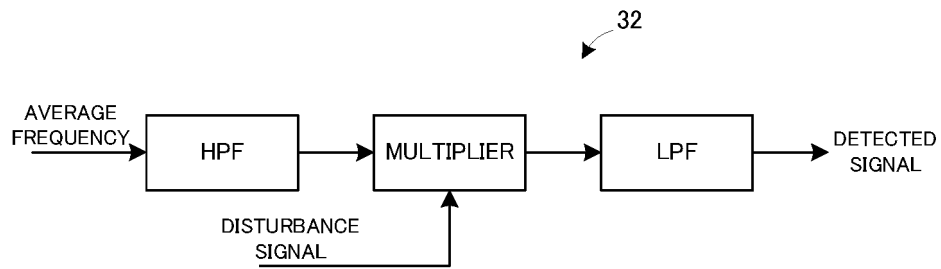 32
AVERAGE
FREQUENCY
HPF
MULTIPLIER
LPF
DETECTED
SIGNAL
DISTURBANCE
SIGNAL